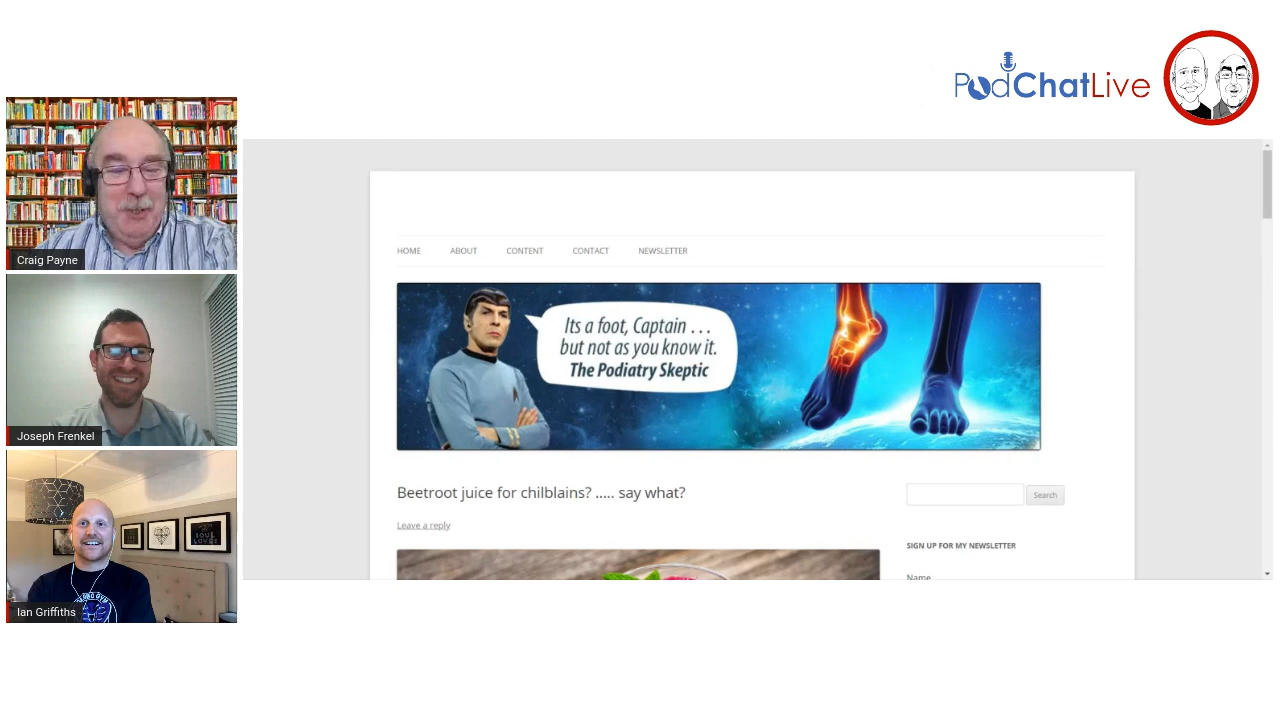 PodChatLive
Craig Payne
Joseph Frenkel
Ian Griffiths
HOME ABOUT CONTENT CONTACT NEWSLETTER
Its a foot, Captain . . .
but not as you know it.
The Podiatry Skeptic
Beetroot juice for chilblains? ..... say what?
Search
Leave a reply
SIGN UP FOR MY NEWSLETTER
Name